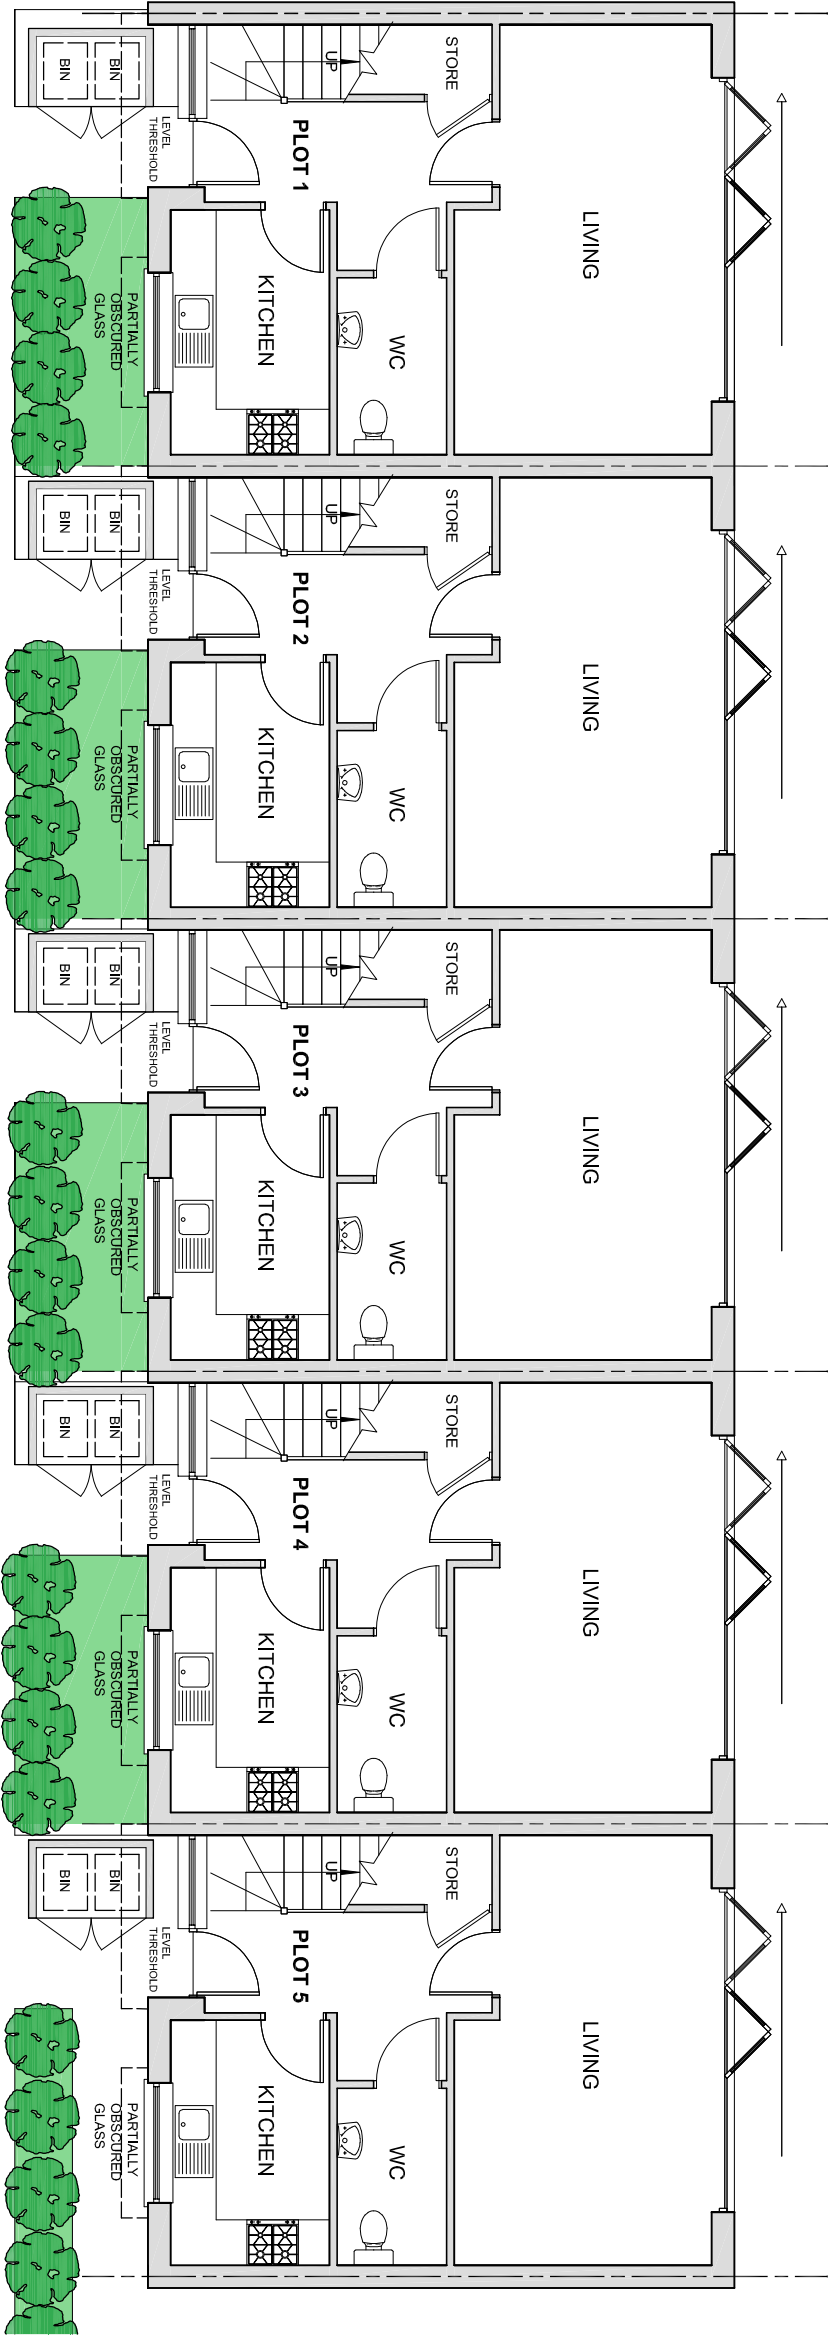 BIN
BIN
LEVEL
THRESHOLD
UP
STORE
PLOT 1
LIVING
KITCHEN
WC
PARTIALLY
OBSCURED
GLASS
BIN
BIN
LEVEL
THRESHOLD
UP
STORE
PLOT 2
LIVING
KITCHEN
WC
PARTIALLY
OBSCURED
GLASS
BIN
BIN
LEVEL
THRESHOLD
UP
STORE
PLOT 3
LIVING
KITCHEN
WC
PARTIALLY
OBSCURED
GLASS
BIN
BIN
LEVEL
THRESHOLD
UP
STORE
PLOT 4
LIVING
KITCHEN
WC
PARTIALLY
OBSCURED
GLASS
BIN
BIN
LEVEL
THRESHOLD
UP
STORE
PLOT 5
LIVING
KITCHEN
WC
PARTIALLY
OBSCURED
GLASS